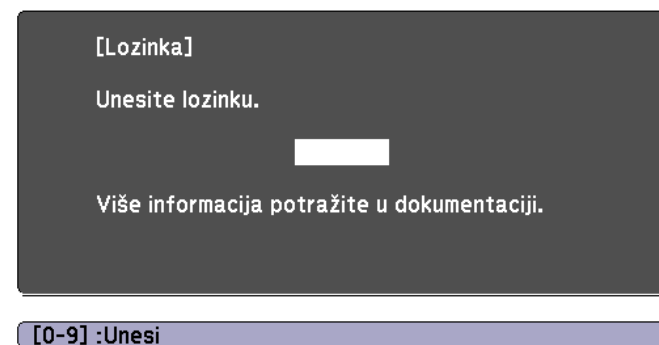 [Lozinka]
Unesite lozinku.
Više informacija potražite u dokumentaciji.
[0-9] :Unesi